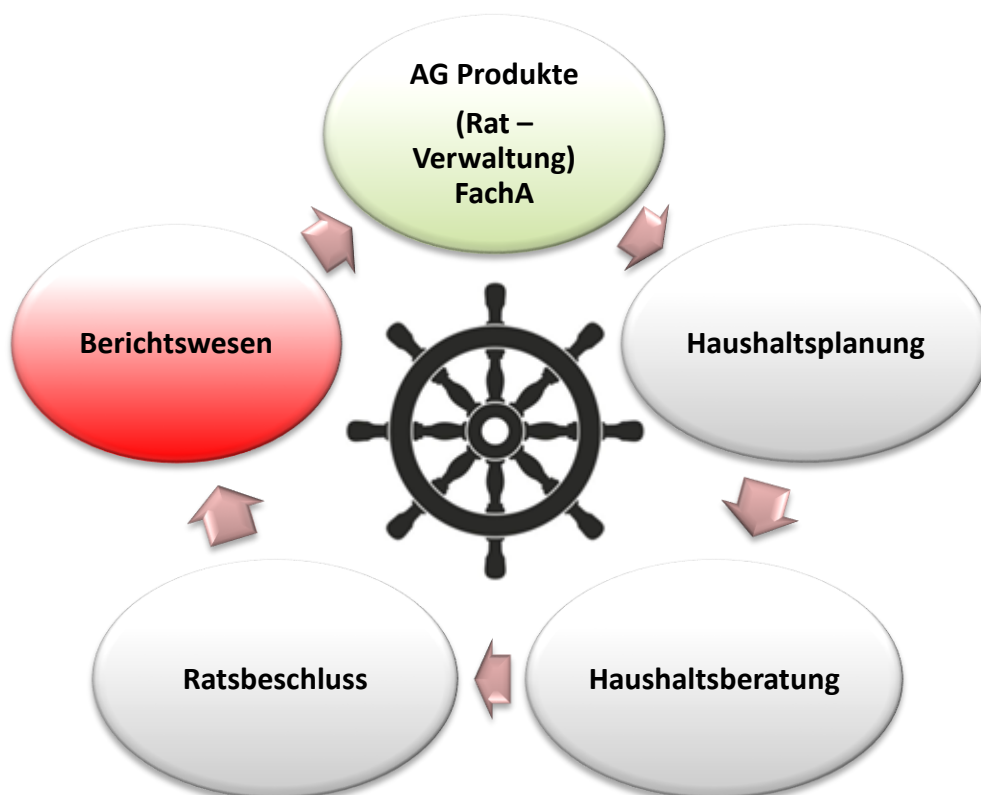 AG Produkte
(Rat –
Verwaltung)
FachA
Berichtswesen
Haushaltsplanung
Ratsbeschluss
Haushaltsberatung